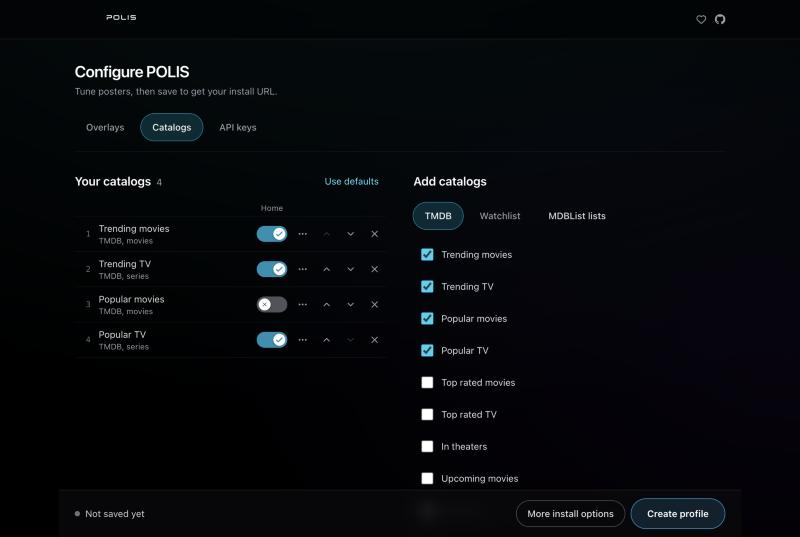 POLIS
Configure POLIS
Tune posters, then save to get your install URL.
Overlays
Catalogs
API keys
Your catalogs 4
Use defaults
Home
1 Trending movies
TMDB, movies
2 Trending TV
TMDB, series
3 Popular movies
TMDB, movies
4 Popular TV
TMDB, series
Add catalogs
TMDB
Watchlist
MDBList lists
Trending movies
Trending TV
Popular movies
Popular TV
Top rated movies
Top rated TV
In theaters
Upcoming movies
Not saved yet
More install options
Create profile